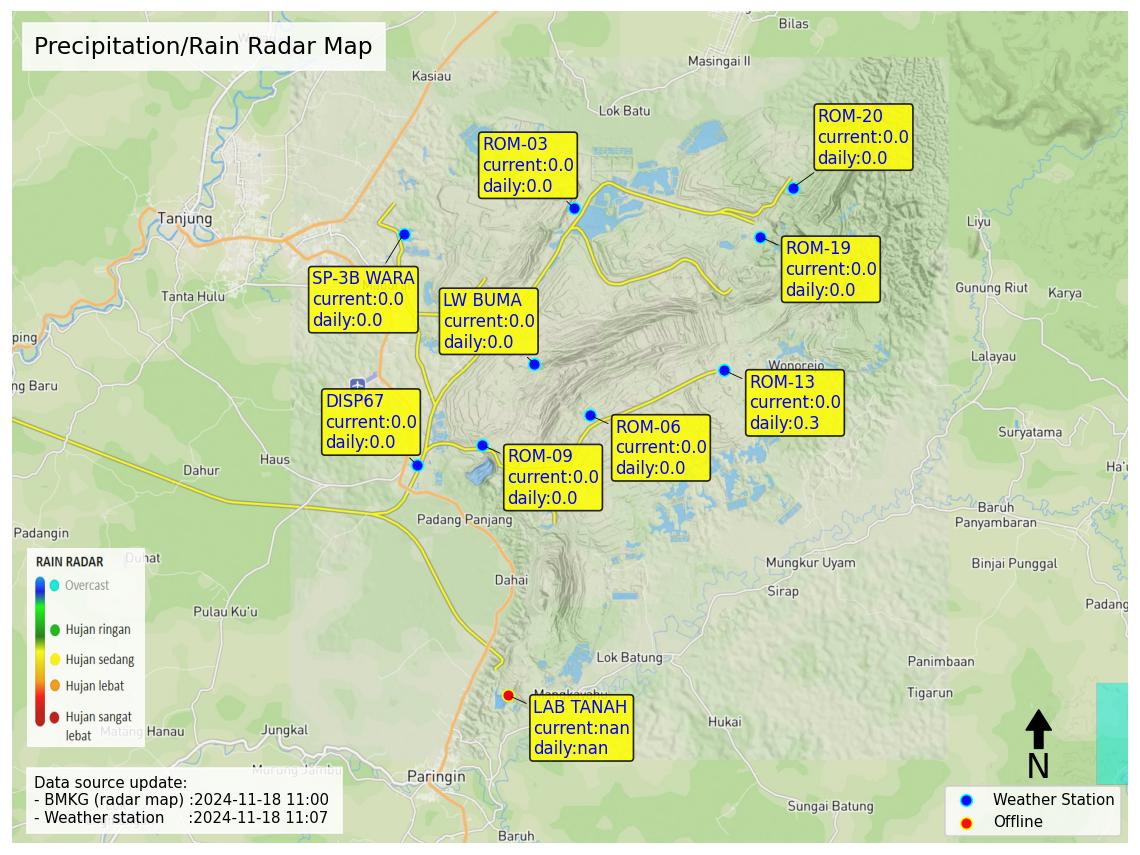 Precipitation/Rain Radar Map
Bilas
Masingai II
Kasiau
Lok Batu
ROM-20
current:0.0
daily:0.0
ROM-03
current:0.0
daily:0.0
Tanjung
Liyu
ROM-19
current:0.0
daily:0.0
SP-3B WARA
current:0.0
daily:0.0
Tanta Hulu
LW BUMA
current:0.0
daily:0.0
Gunung Riut
Karya
ping
Lalayau
Wonorejo
ng Baru
ROM-13
current:0.0
daily:0.3
DISP67
current:0.0
daily:0.0
ROM-06
current:0.0
daily:0.0
Suryatama
ROM-09
current:0.0
daily:0.0
Haus
Dahur
Ha'u
Baruh
Panyambaran
Padang Panjang
Padangin
Duhat
Mungkur Uyam
Binjai Punggal
Dahai
Sirap
Padang
Pulau Ku'u
RAIN RADAR
Overcast
Hujan ringan
Hujan sedang
Hujan lebat
Hujan sangat
lebat
Lok Batung
Panimbaan
Tigarun
Mangkayahu
LAB TANAH
current:nan
daily:nan
Hukai
Matang Hanau
Jungkal
Murung Jambu
Paringin
N
Sungai Batung
Baruh
Data source update:
- BMKG (radar map) :2024-11-18 11:00
- Weather station :2024-11-18 11:07
Weather Station
Offline